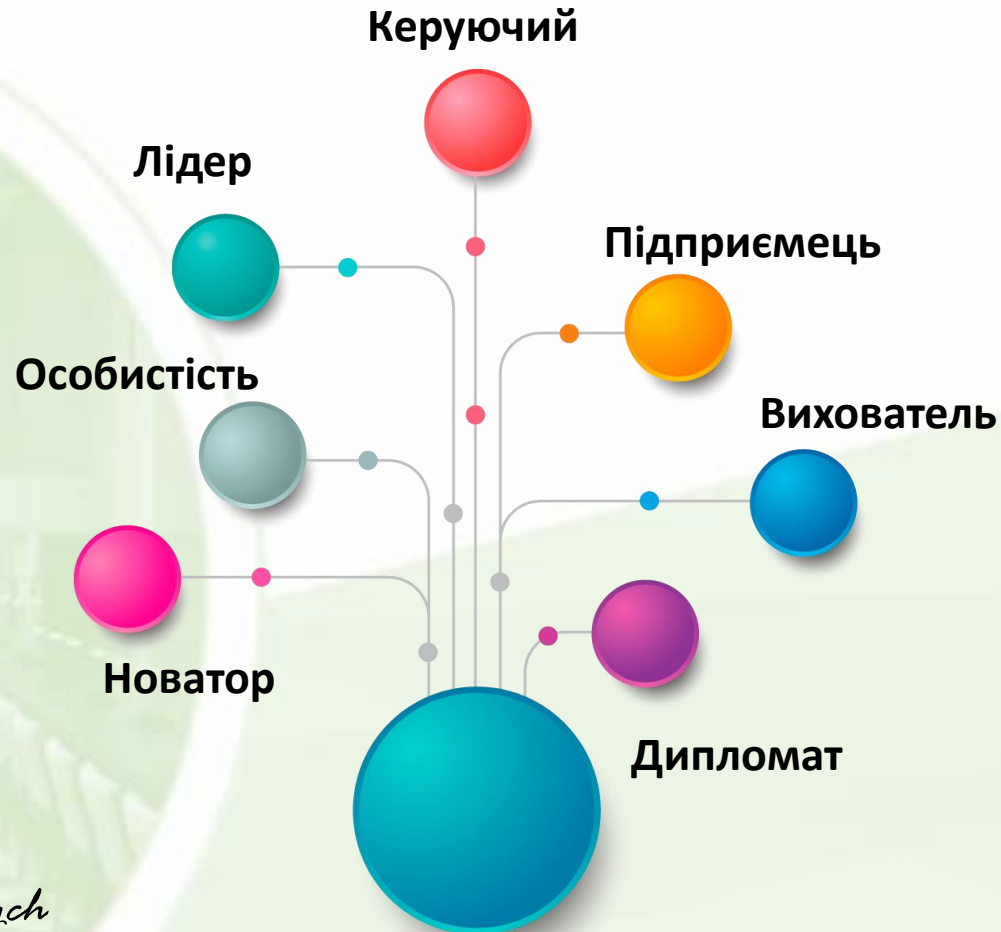 Керуючий
Лідер
Підприємець
Особистість
Вихователь
Новатор
Дипломат